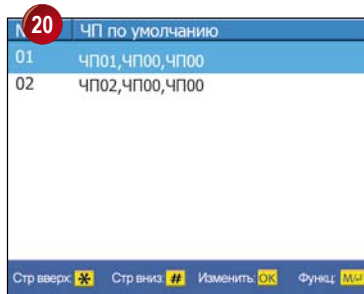 20
ЧП по умолчанию
01 ЧП01,ЧП00,ЧП00
02 ЧП02,ЧП00,ЧП00
Стр вверх: * Стр вниз: # Изменить: OK Функц: M/↵